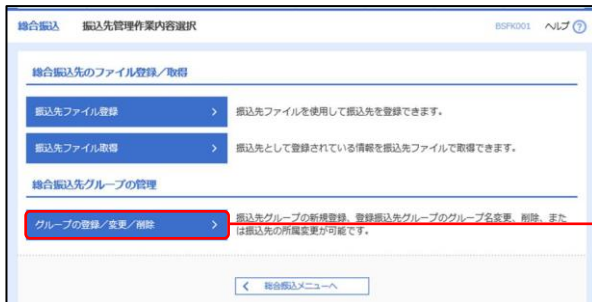 総合振込 振込先管理作業内容選択 BSFK001 ヘルプ ?
総合振込先のファイル登録／取得
振込先ファイル登録 振込先ファイルを使用して振込先を登録できます。
振込先ファイル取得 振込先として登録されている情報を振込先ファイルで取得できます。
総合振込先グループの管理
グループの登録／変更／削除 振込先グループの新規登録、登録振込先グループのグループ名変更、削除、また
は振込先の所属変更が可能です。
総合振込メニューへ